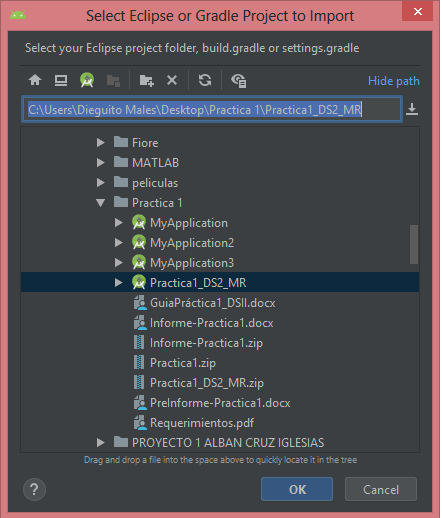 Select Eclipse or Gradle Project to Import
Select your Eclipse project folder, build.gradle or settings.gradle
Hide path
C:\Users\Dieguito Males\Desktop\Practica 1\Practica1_DS2_MR
Fiore
MATLAB
peliculas
Practica 1
MyApplication
MyApplication2
MyApplication3
Practica1_DS2_MR
GuiaPráctica1_DSII.docx
Informe-Practica1.docx
Informe-Practica1.zip
Practica1.zip
Practica1_DS2_MR.zip
PreInforme-Practica1.docx
Requerimientos.pdf
PROYECTO 1 ALBAN CRUZ IGLESIAS
Drag and drop a file into the space above to quickly locate it in the tree
?
OK
Cancel